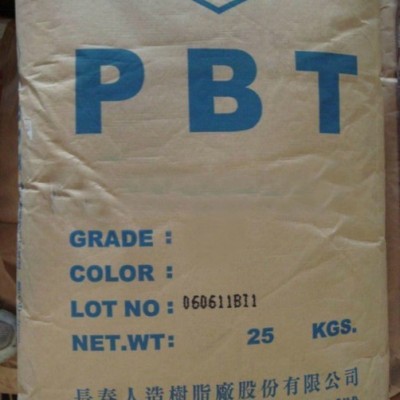 PBT
GRADE :
COLOR :
LOT NO : 060611BI1
NET.WT: 25 KGS.
長春人造樹脂廠股份有限公司